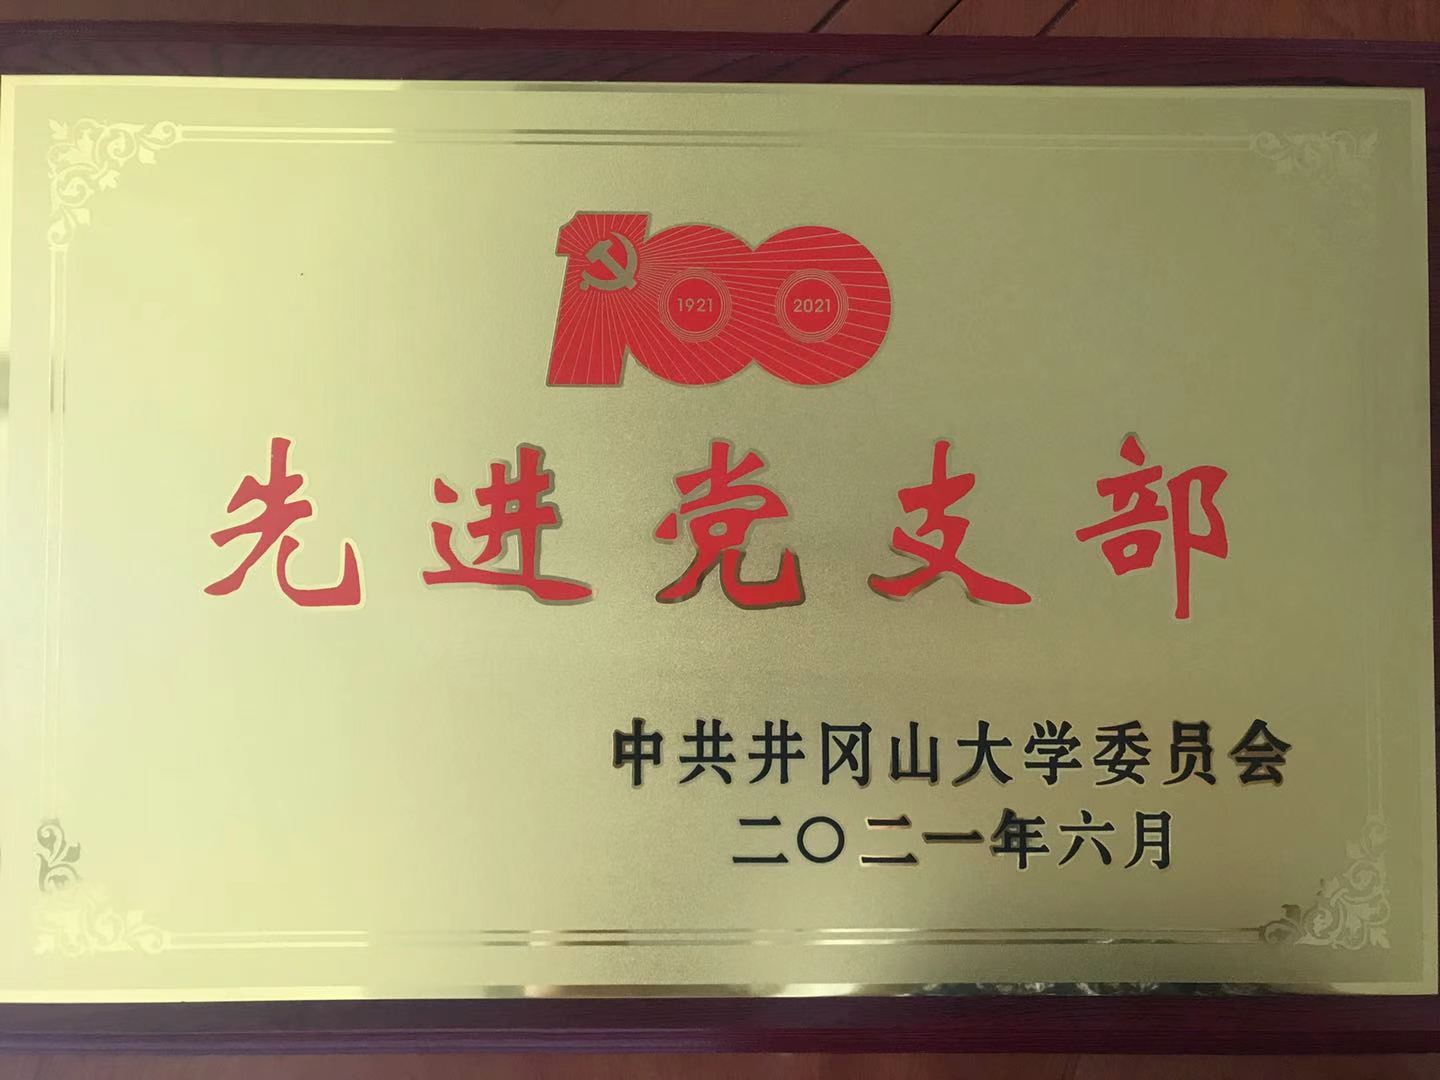 100
1921 2021
先进党支部
中共井冈山大学委员会
二〇二一年六月